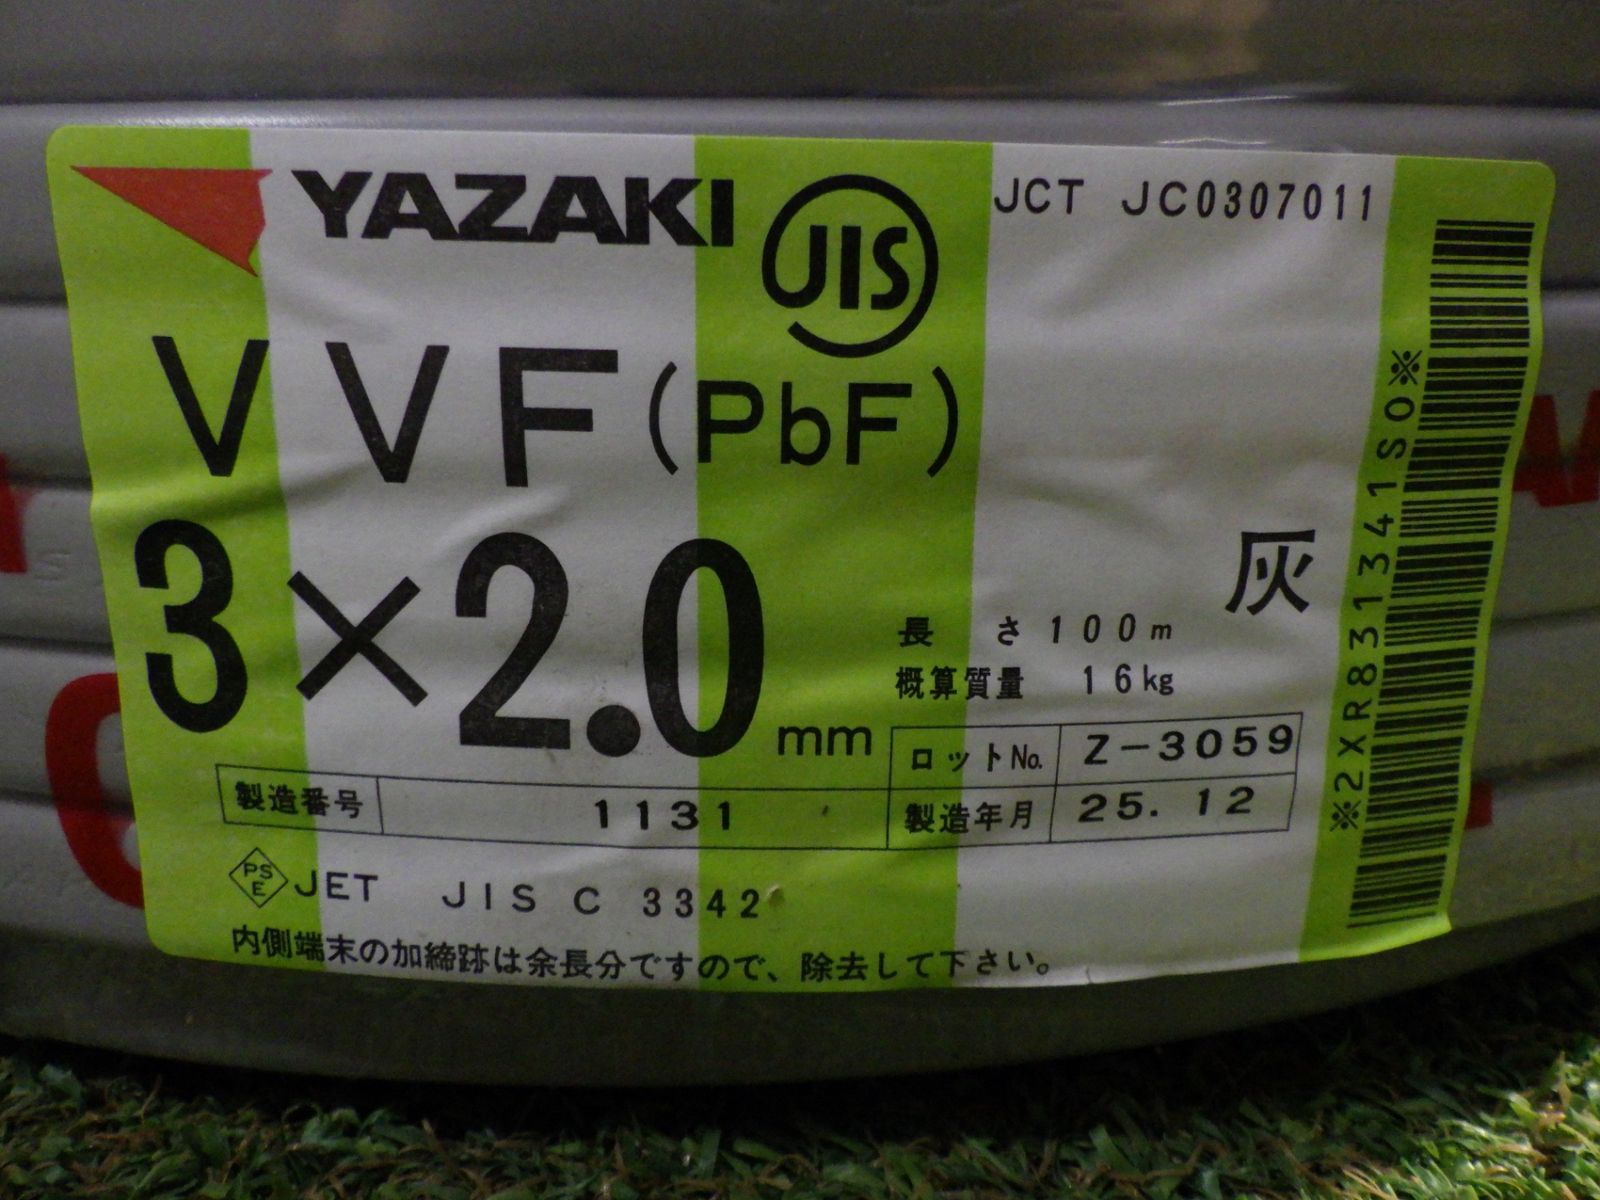 YAZAKI JIS JCT JC0307011
VVF(PbF)
3×2.0mm
灰
長 さ 100m
概算質量 16kg
ロットNo. Z-3059
製造番号 1131 製造年月 25.12
PSE JET JIS C 3342
内側端末の加締跡は余長分ですので、除去して下さい。
※2XR831341S0※